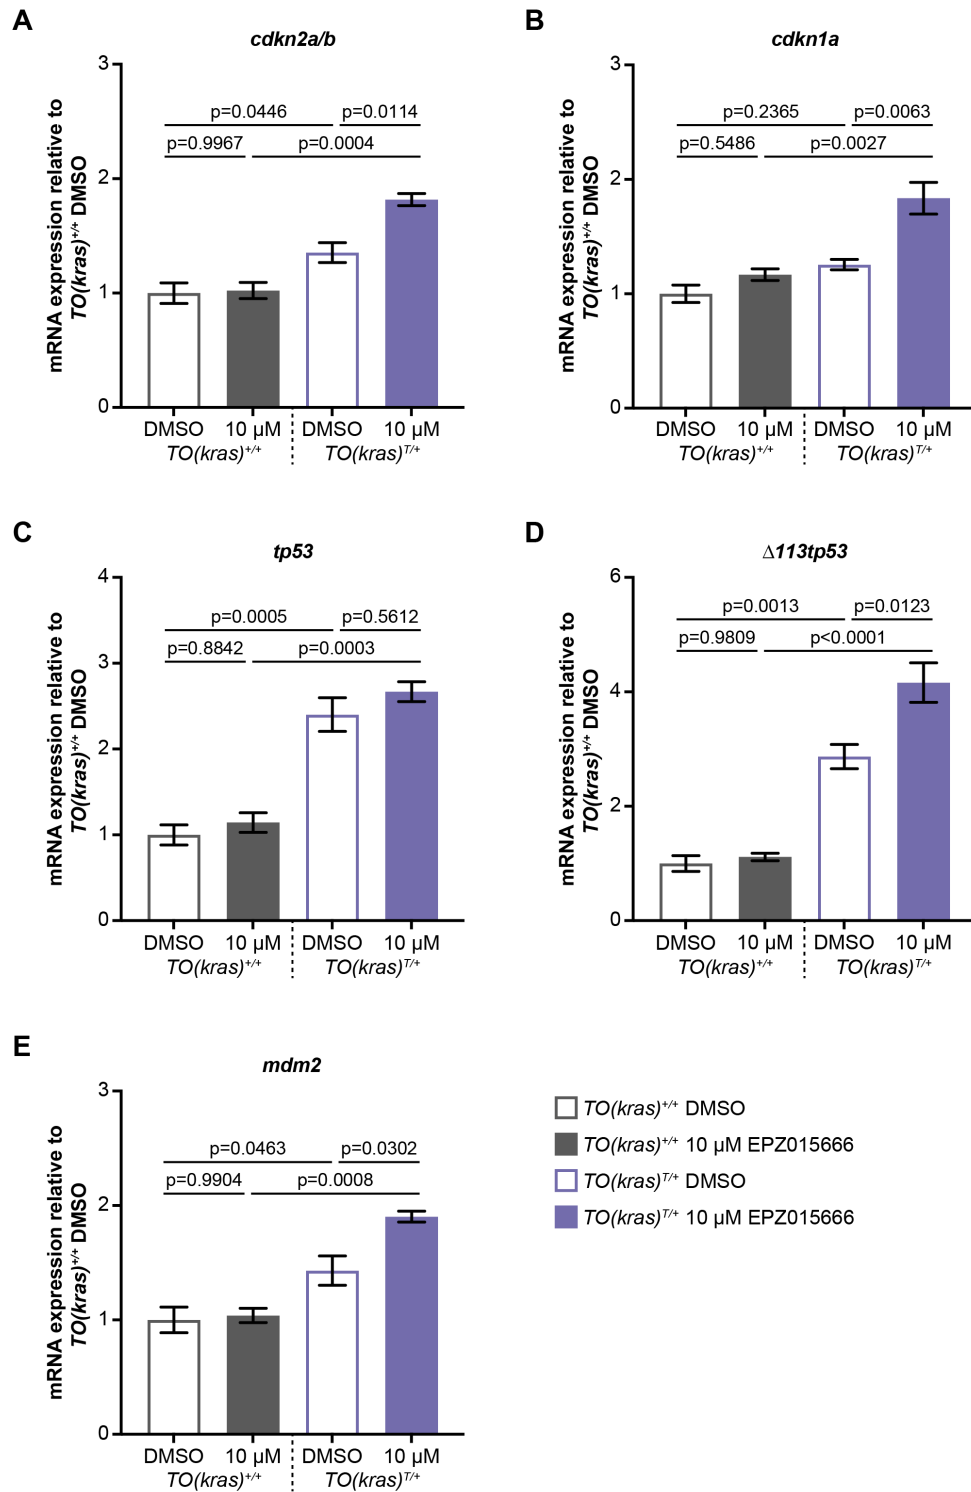 A
cdkn2a/b
mRNA expression relative to
TO(kras)+/+ DMSO
3
2
1
0
p=0.0446
p=0.0114
p=0.9967
p=0.0004
DMSO 10 µM DMSO 10 µM
TO(kras)+/+ TO(kras)T/+
B
cdkn1a
mRNA expression relative to
TO(kras)+/+ DMSO
3
2
1
0
p=0.2365
p=0.0063
p=0.5486
p=0.0027
DMSO 10 µM DMSO 10 µM
TO(kras)+/+ TO(kras)T/+
C
tp53
mRNA expression relative to
TO(kras)+/+ DMSO
4
3
2
1
0
p=0.0005
p=0.5612
p=0.8842
p=0.0003
DMSO 10 µM DMSO 10 µM
TO(kras)+/+ TO(kras)T/+
D
Δ113tp53
mRNA expression relative to
TO(kras)+/+ DMSO
6
4
2
0
p=0.0013
p=0.0123
p=0.9809
p<0.0001
DMSO 10 µM DMSO 10 µM
TO(kras)+/+ TO(kras)T/+
E
mdm2
mRNA expression relative to
TO(kras)+/+ DMSO
3
2
1
0
p=0.0463
p=0.0302
p=0.9904
p=0.0008
DMSO 10 µM DMSO 10 µM
TO(kras)+/+ TO(kras)T/+
TO(kras)+/+ DMSO
TO(kras)+/+ 10 µM EPZ015666
TO(kras)T/+ DMSO
TO(kras)T/+ 10 µM EPZ015666